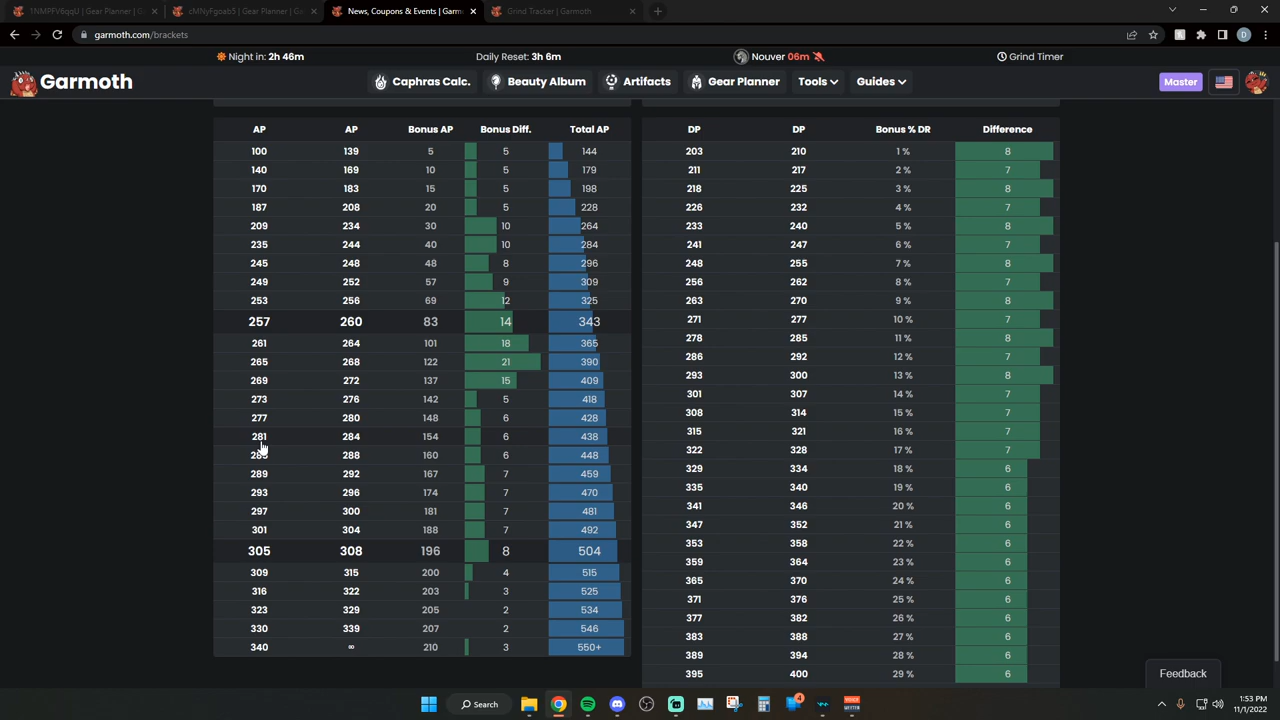 1NMPFV6qqU | Gear Planner | Ga
cMNyFgoab5 | Gear Planner | Garm
News, Coupons & Events | Garm
Grind Tracker | Garmoth
garmoth.com/brackets
Night in: 2h 46m
Daily Reset: 3h 6m
Nouver 06m
Grind Timer
Garmoth
Caphras Calc.
Beauty Album
Artifacts
Gear Planner
Tools
Guides
Master
AP AP Bonus AP Bonus Diff. Total AP
100 139 5 5 144
140 169 10 5 179
170 183 15 5 198
187 208 20 5 228
209 234 30 10 264
235 244 40 10 284
245 248 48 8 296
249 252 57 9 309
253 256 69 12 325
257 260 83 14 343
261 264 101 18 365
265 268 122 21 390
269 272 137 15 409
273 276 142 5 418
277 280 148 6 428
281 284 154 6 438
288 160 6 448
289 292 167 7 459
293 296 174 7 470
297 300 181 7 481
301 304 188 7 492
305 308 196 8 504
309 315 200 4 515
316 322 203 3 525
323 329 205 2 534
330 339 207 2 546
340 ∞ 210 3 550+
DP DP Bonus % DR Difference
203 210 1 % 8
211 217 2 % 7
218 225 3 % 8
226 232 4 % 7
233 240 5 % 8
241 247 6 % 7
248 255 7 % 8
256 262 8 % 7
263 270 9 % 8
271 277 10 % 7
278 285 11 % 8
286 292 12 % 7
293 300 13 % 8
301 307 14 % 7
308 314 15 % 7
315 321 16 % 7
322 328 17 % 7
329 334 18 % 6
335 340 19 % 6
341 346 20 % 6
347 352 21 % 6
353 358 22 % 6
359 364 23 % 6
365 370 24 % 6
371 376 25 % 6
377 382 26 % 6
383 388 27 % 6
389 394 28 % 6
395 400 29 % 6
Feedback
Search
4
1:53 PM
11/1/2022